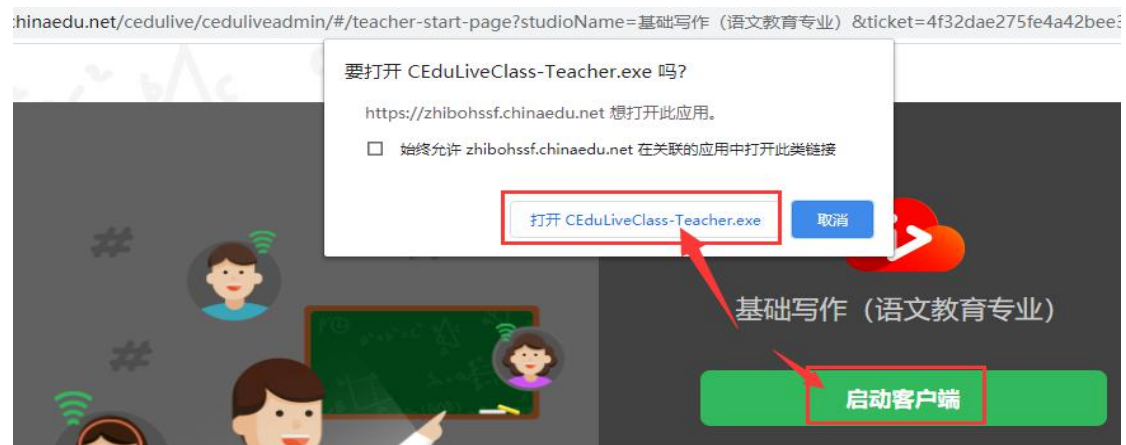 hinaedu.net/cedulive/ceduliveadmin/#/teacher-start-page?studioName=基础写作（语文教育专业）&ticket=4f32dae275fe4a42bee3
要打开 CEduLiveClass-Teacher.exe 吗?
https://zhibohssf.chinaedu.net 想打开此应用。
始终允许 zhibohssf.chinaedu.net 在关联的应用中打开此类链接
打开 CEduLiveClass-Teacher.exe
取消
基础写作（语文教育专业）
启动客户端